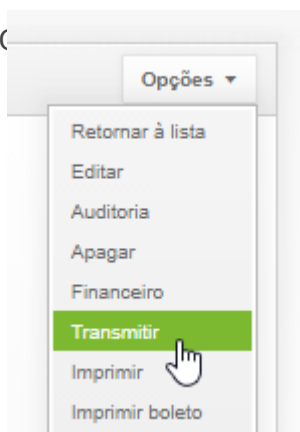 Opções
Retornar à lista
Editar
Auditoria
Apagar
Financeiro
Transmitir
Imprimir
Imprimir boleto